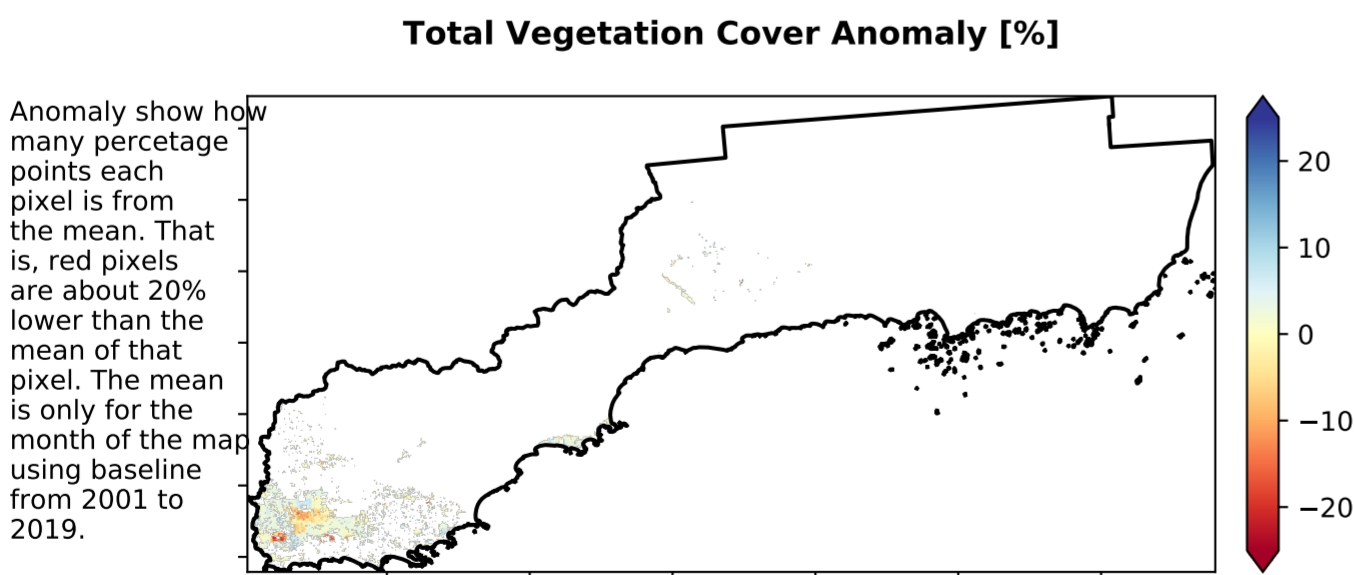 Total Vegetation Cover Anomaly [%]
Anomaly show how
many percetage
points each
pixel is from
the mean. That
is, red pixels
are about 20%
lower than the
mean of that
pixel. The mean
is only for the
month of the map
using baseline
from 2001 to
2019.
20
10
0
−10
−20